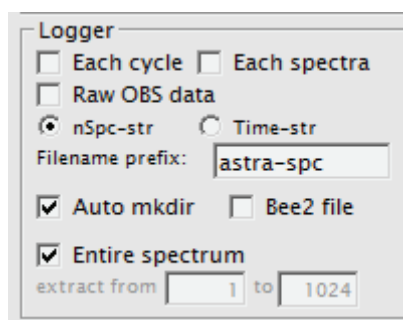 Logger
Each cycle Each spectra
Raw OBS data
nSpc-str Time-str
Filename prefix: astra-spc
Auto mkdir Bee2 file
Entire spectrum
extract from 1 to 1024